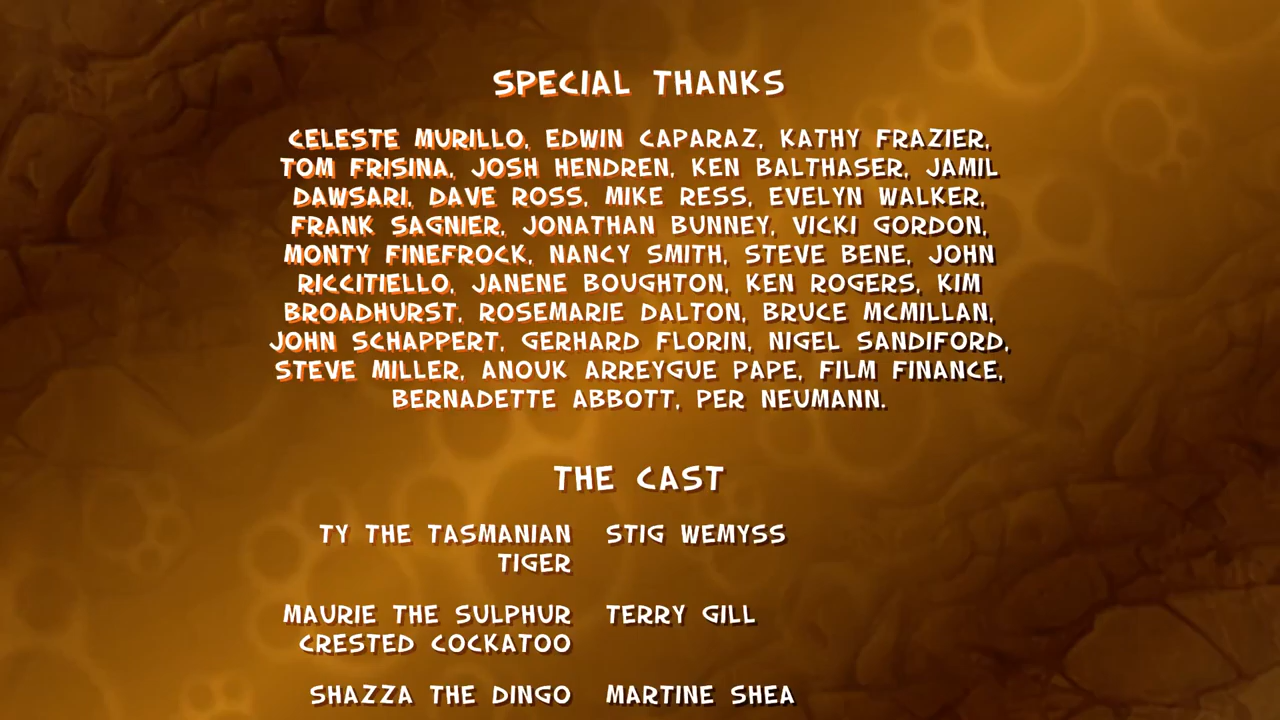 SPECIAL THANKS
CELESTE MURILLO, EDWIN CAPARAZ, KATHY FRAZIER,
TOM FRISINA, JOSH HENDREN, KEN BALTHASER, JAMIL
DAWSARI, DAVE ROSS, MIKE RESS, EVELYN WALKER,
FRANK SAGNIER, JONATHAN BUNNEY, VICKI GORDON,
MONTY FINEFROCK, NANCY SMITH, STEVE BENE, JOHN
RICCITIELLO, JANENE BOUGHTON, KEN ROGERS, KIM
BROADHURST, ROSEMARIE DALTON, BRUCE MCMILLAN,
JOHN SCHAPPERT, GERHARD FLORIN, NIGEL SANDIFORD,
STEVE MILLER, ANOUK ARREYGUE PAPE, FILM FINANCE,
BERNADETTE ABBOTT, PER NEUMANN.
THE CAST
TY THE TASMANIAN STIG WEMYSS
TIGER
MAURIE THE SULPHUR TERRY GILL
CRESTED COCKATOO
SHAZZA THE DINGO MARTINE SHEA